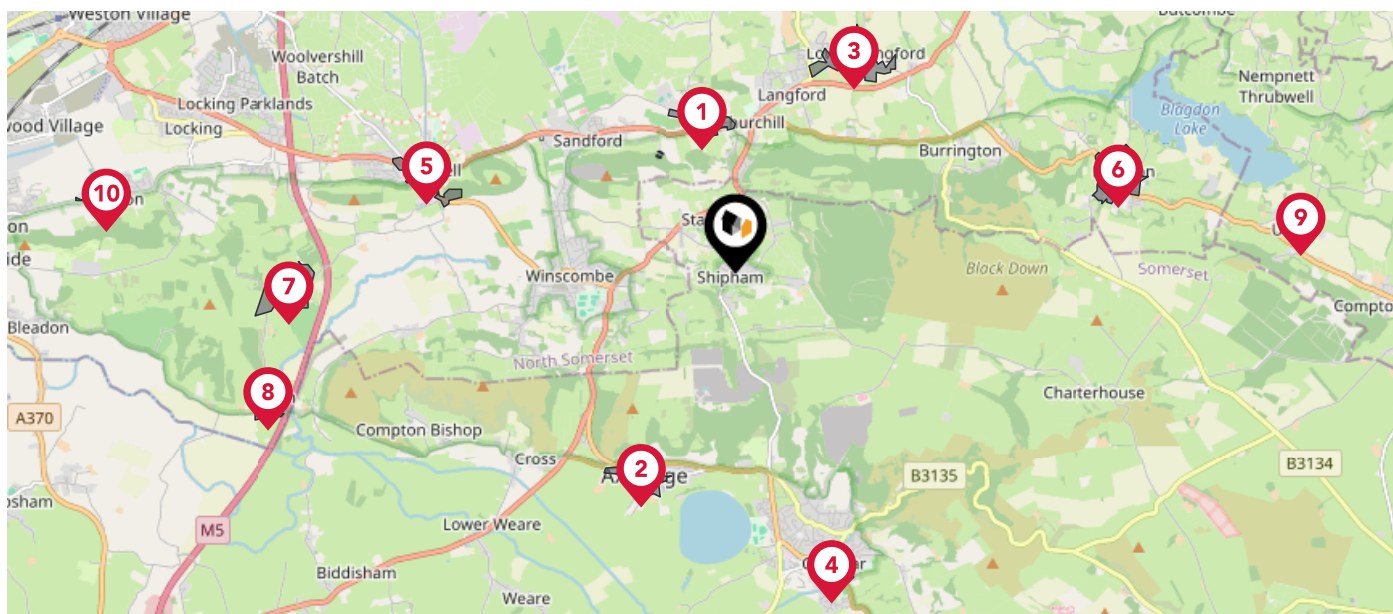 Weston Village
Woolvershill
Batch
3
Nempnett
Thrubwell
Locking Parklands
Langford
Blagdon
Lake
wood Village
Locking
1
Sandford
Burrington
5
6
10
9
Winscombe
Shipham
Black Down
Somerset
7
Bleadon
North Somerset
8
A370
Compton Bishop
Charterhouse
Cross
2
B3135
B3134
M5
Lower Weare
4
Biddisham
Weare